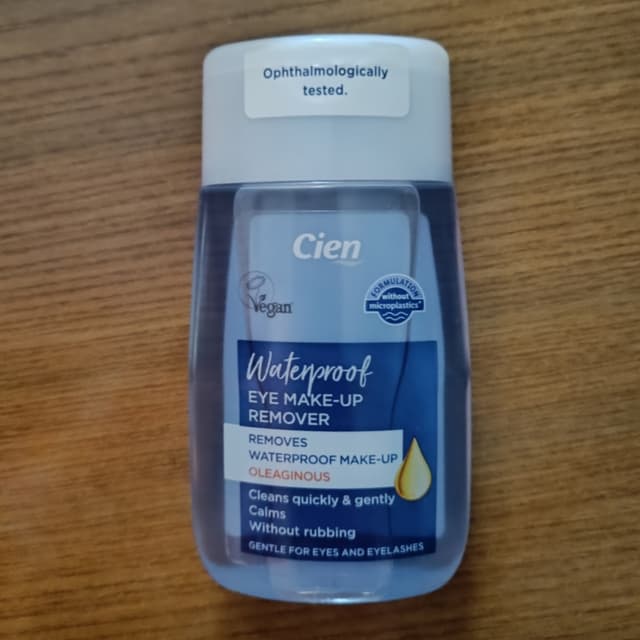 Ophthalmologically
tested.
Cien
Vegan
FORMULATION
without
microplastics*
Waterproof
EYE MAKE-UP
REMOVER
REMOVES
WATERPROOF MAKE-UP
OLEAGINOUS
Cleans quickly & gently
Calms
Without rubbing
GENTLE FOR EYES AND EYELASHES